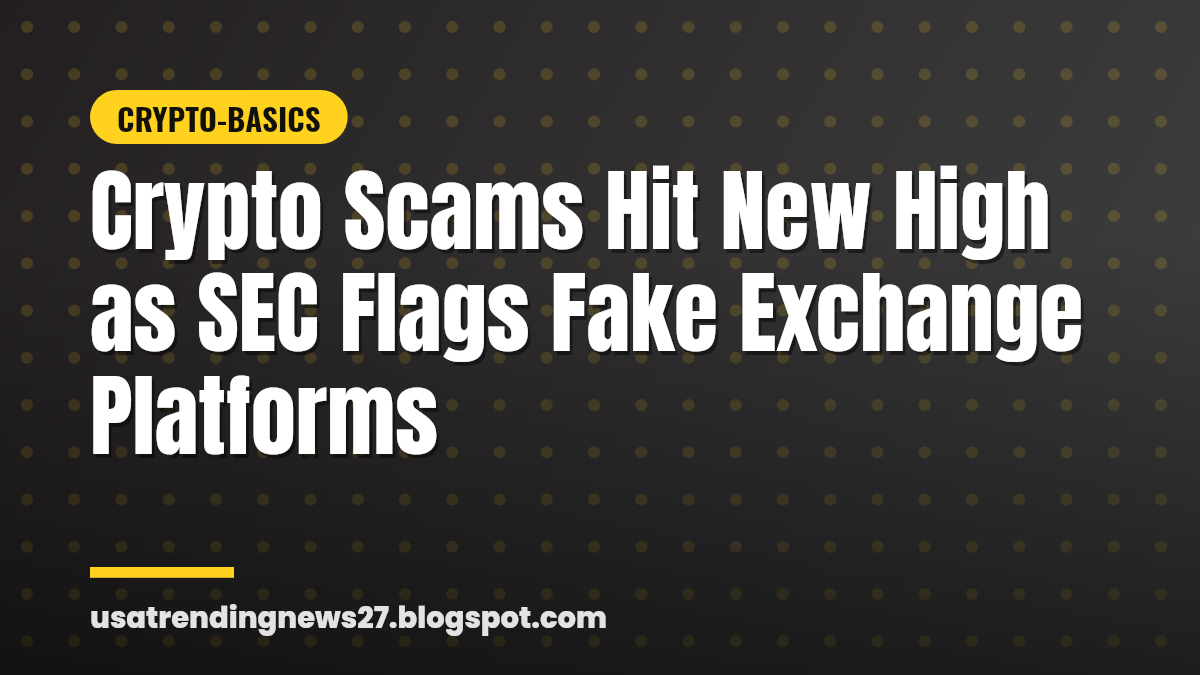 CRYPTO-BASICS
Crypto Scams Hit New High
as SEC Flags Fake Exchange
Platforms
usatrendingnews27.blogspot.com